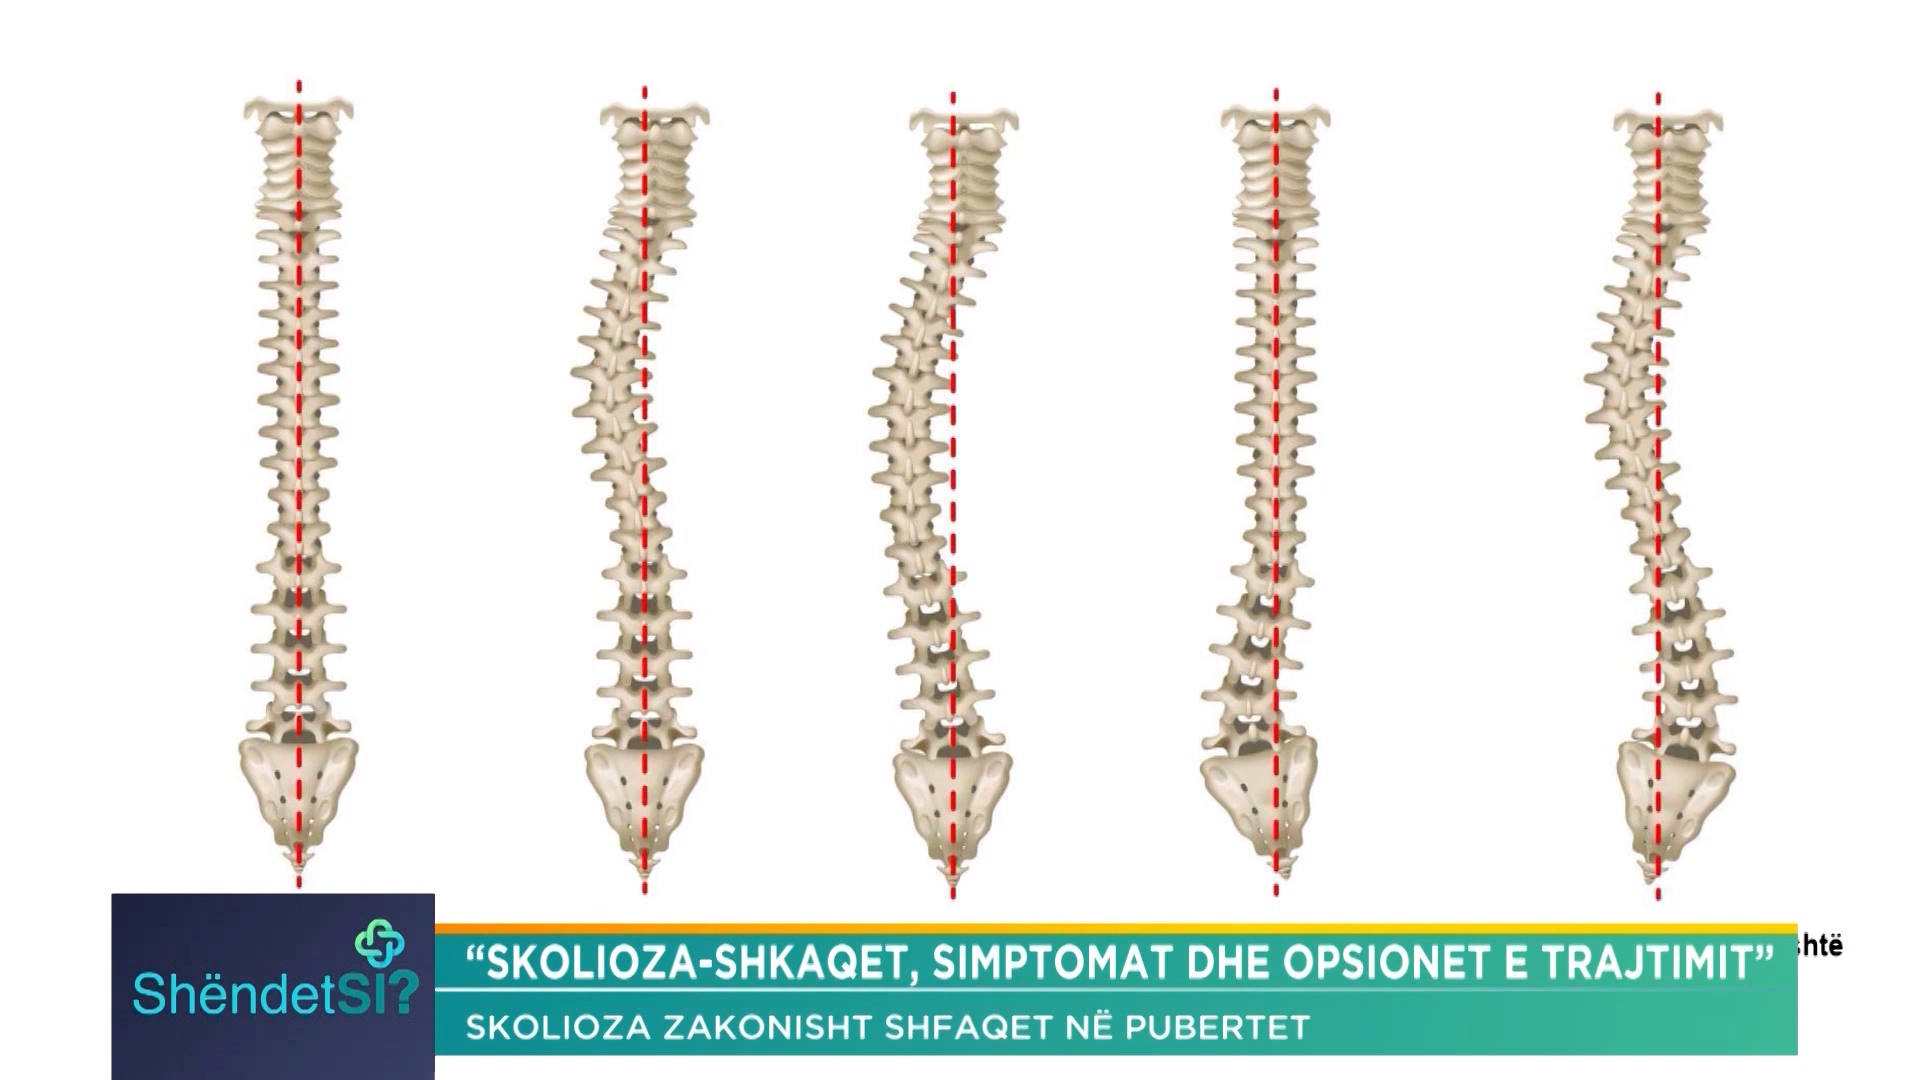 “SKOLIOZA-SHKAQET, SIMPTOMAT DHE OPSIONET E TRAJTIMIT”
ShëndetSI?
SKOLIOZA ZAKONISHT SHFAQET NË PUBERTET